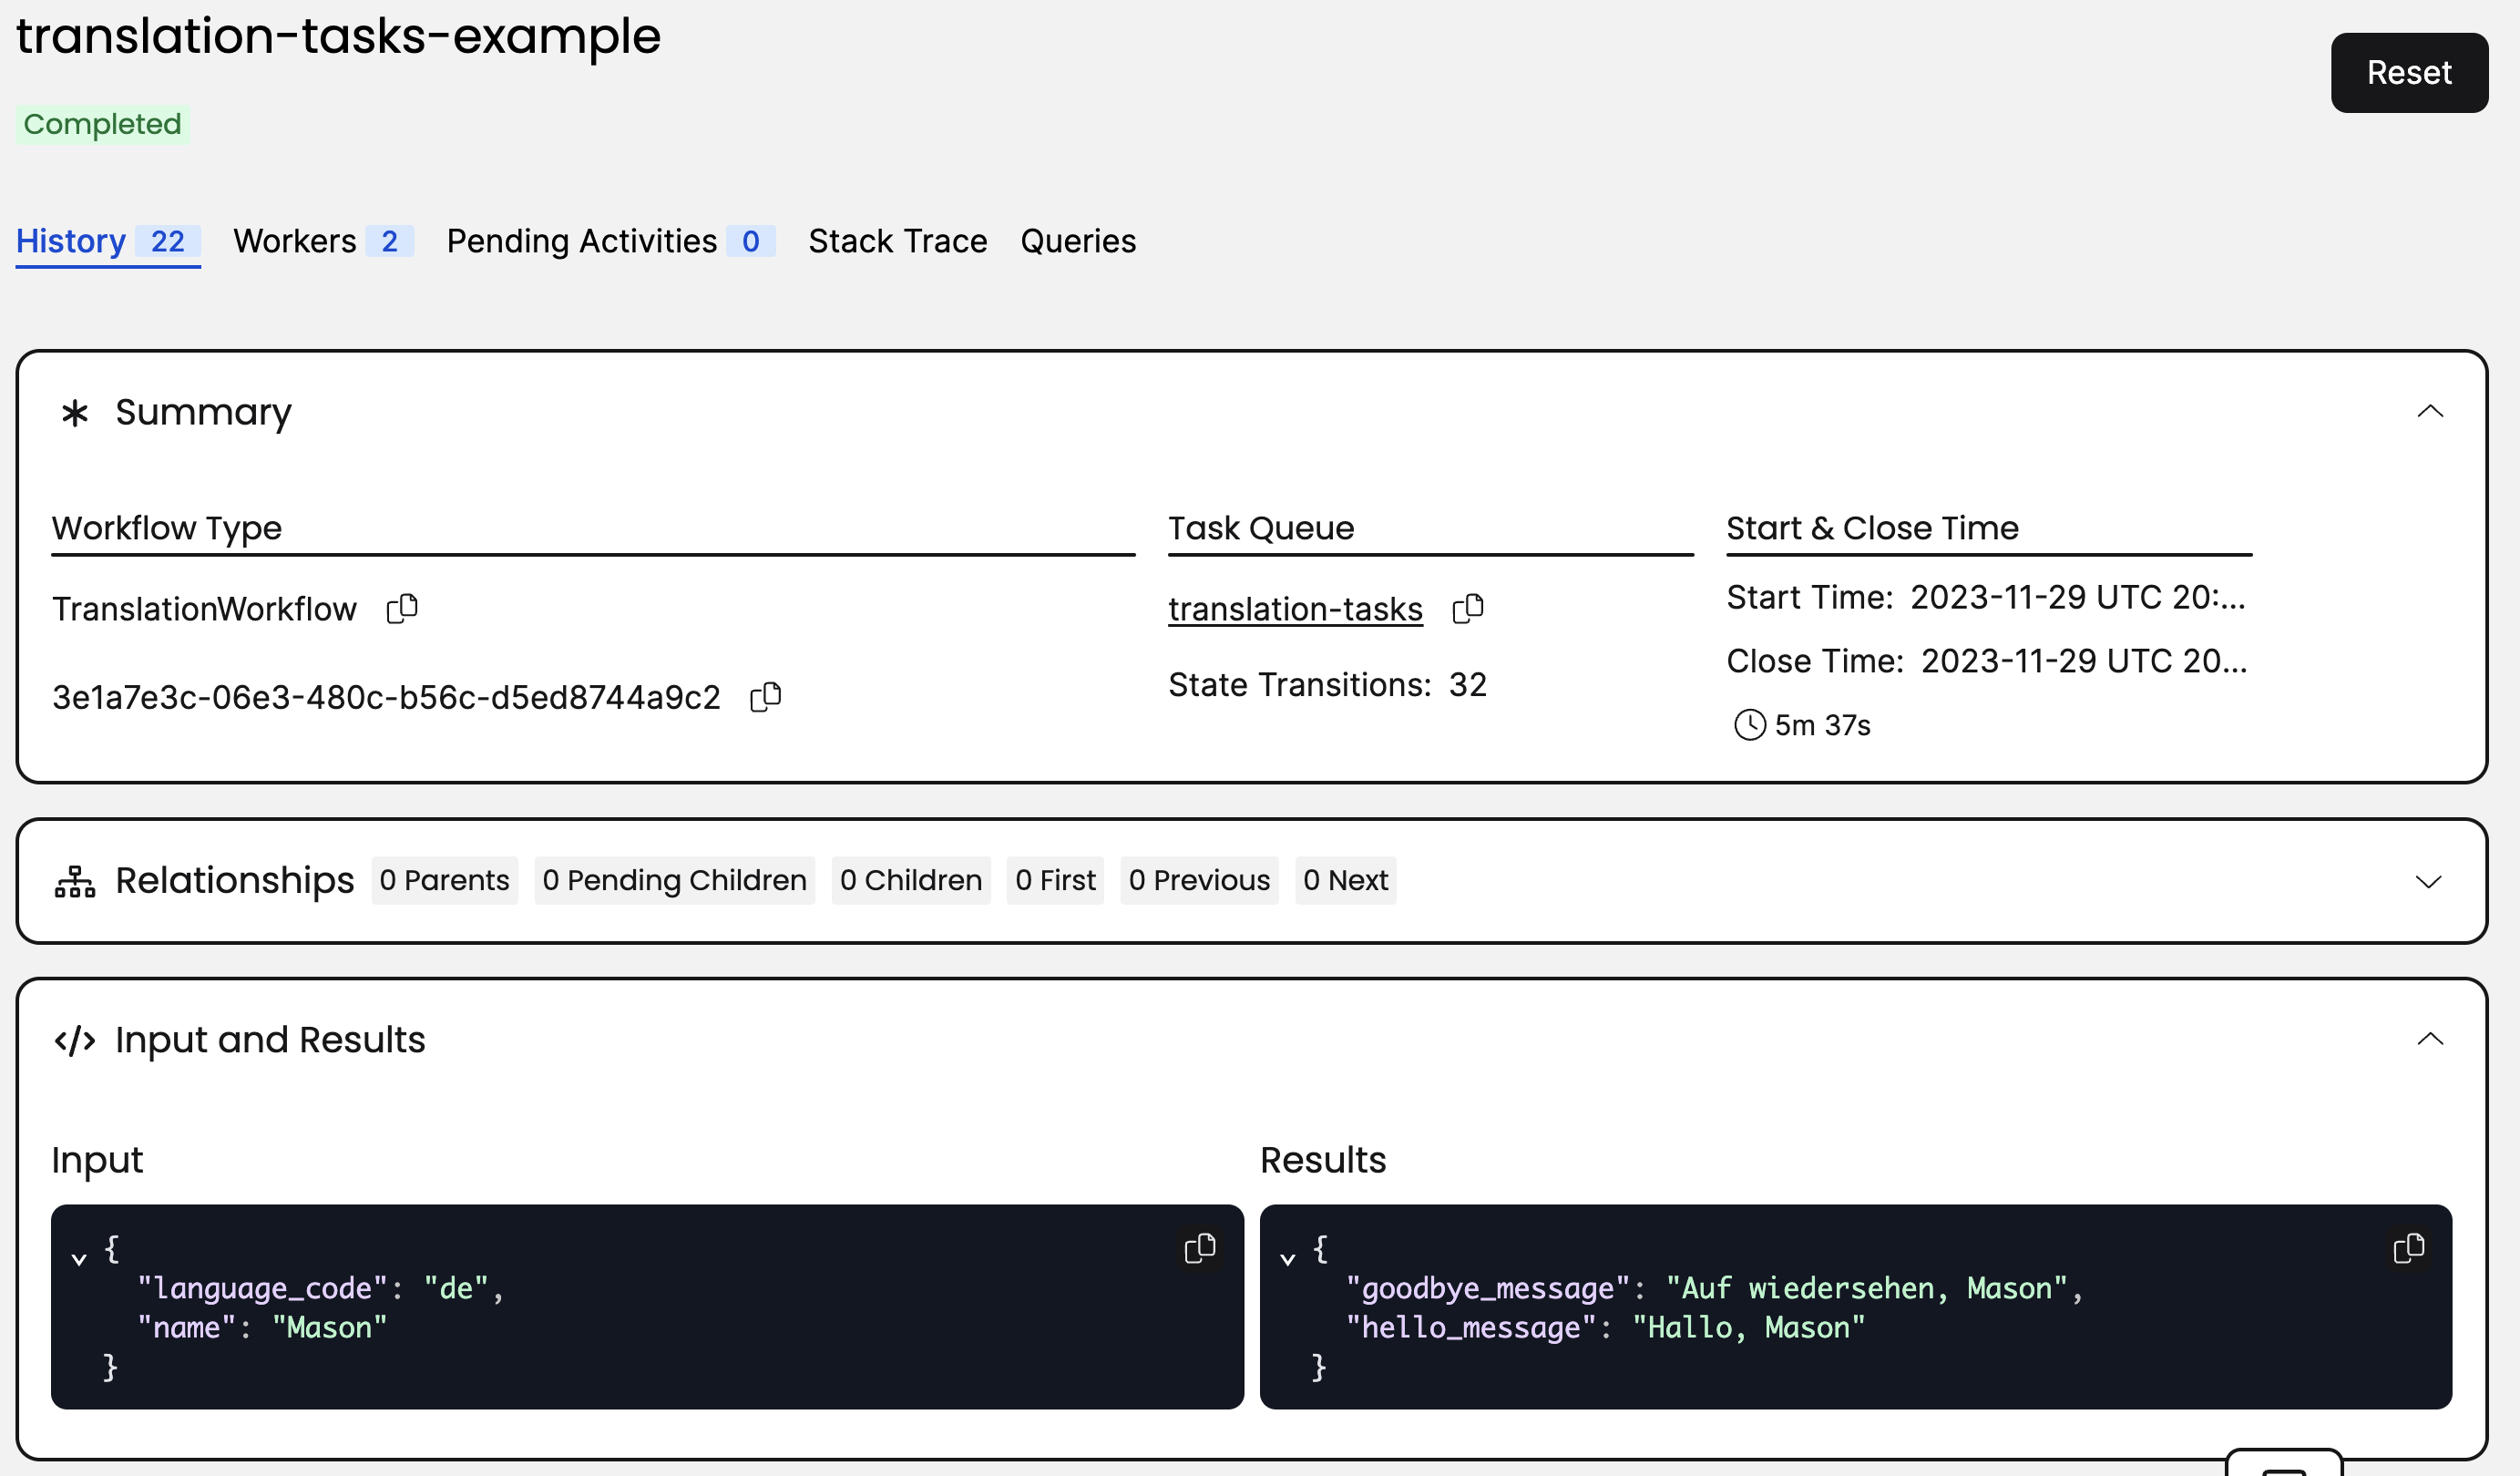 translation-tasks-example
Reset
Completed
History 22 Workers 2 Pending Activities 0 Stack Trace Queries
Summary
Workflow Type
TranslationWorkflow
3e1a7e3c-06e3-480c-b56c-d5ed8744a9c2
Task Queue
translation-tasks
State Transitions: 32
Start & Close Time
Start Time: 2023-11-29 UTC 20:...
Close Time: 2023-11-29 UTC 20...
5m 37s
Relationships 0 Parents 0 Pending Children 0 Children 0 First 0 Previous 0 Next
</> Input and Results
Input
{
"language_code": "de",
"name": "Mason"
}
Results
{
"goodbye_message": "Auf wiedersehen, Mason",
"hello_message": "Hallo, Mason"
}